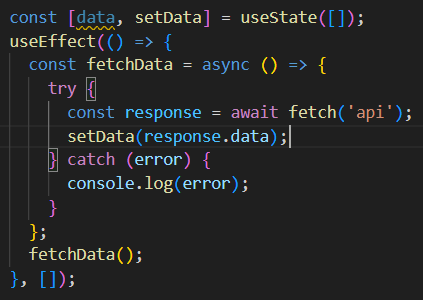 const [data, setData] = useState([]);
useEffect(() => {
  const fetchData = async () => {
    try {
      const response = await fetch('api');
      setData(response.data);
    } catch (error) {
      console.log(error);
    }
  };
  fetchData();
}, []);